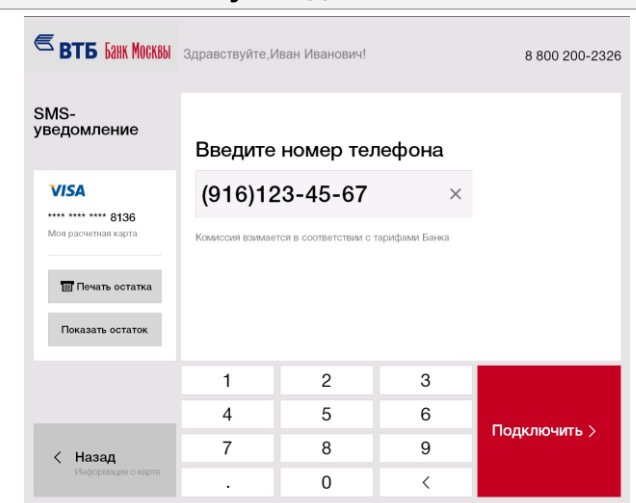 ВТБ Банк Москвы
Здравствуйте,Иван Иванович!
8 800 200-2326
SMS-
уведомление
VISA
**** **** **** 8136
Моя расчетная карта
Печать остатка
Показать остаток
Введите номер телефона
(916)123-45-67 ×
Комиссия взимается в соответствии с тарифами Банка
1 2 3
4 5 6
7 8 9
. 0 <
Подключить >
< Назад
Информация о карте